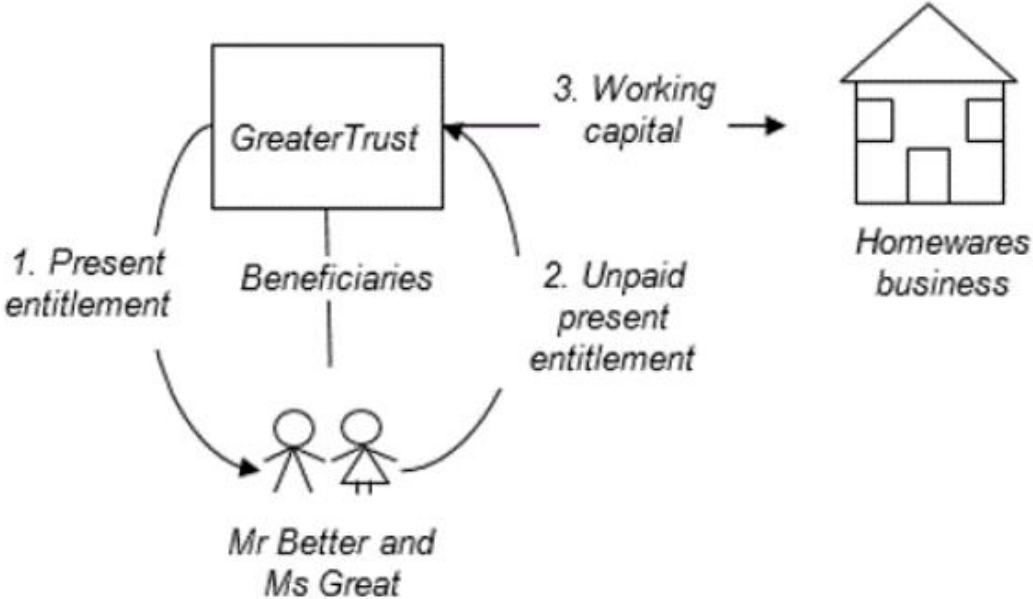 GreaterTrust
3. Working
capital
Homewares
business
1. Present
entitlement
Beneficiaries
2. Unpaid
present
entitlement
Mr Better and
Ms Great